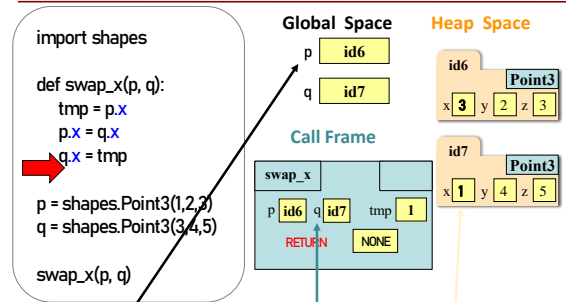 import shapes
def swap_x(p, q):
tmp = p.x
p.x = q.x
q.x = tmp
p = shapes.Point3(1,2,3)
q = shapes.Point3(3,4,5)
swap_x(p, q)
Global Space
p id6
q id7
Call Frame
swap_x
p id6 q id7 tmp 1
RETURN NONE
Heap Space
id6
Point3
x 3 y 2 z 3
id7
Point3
x 1 y 4 z 5